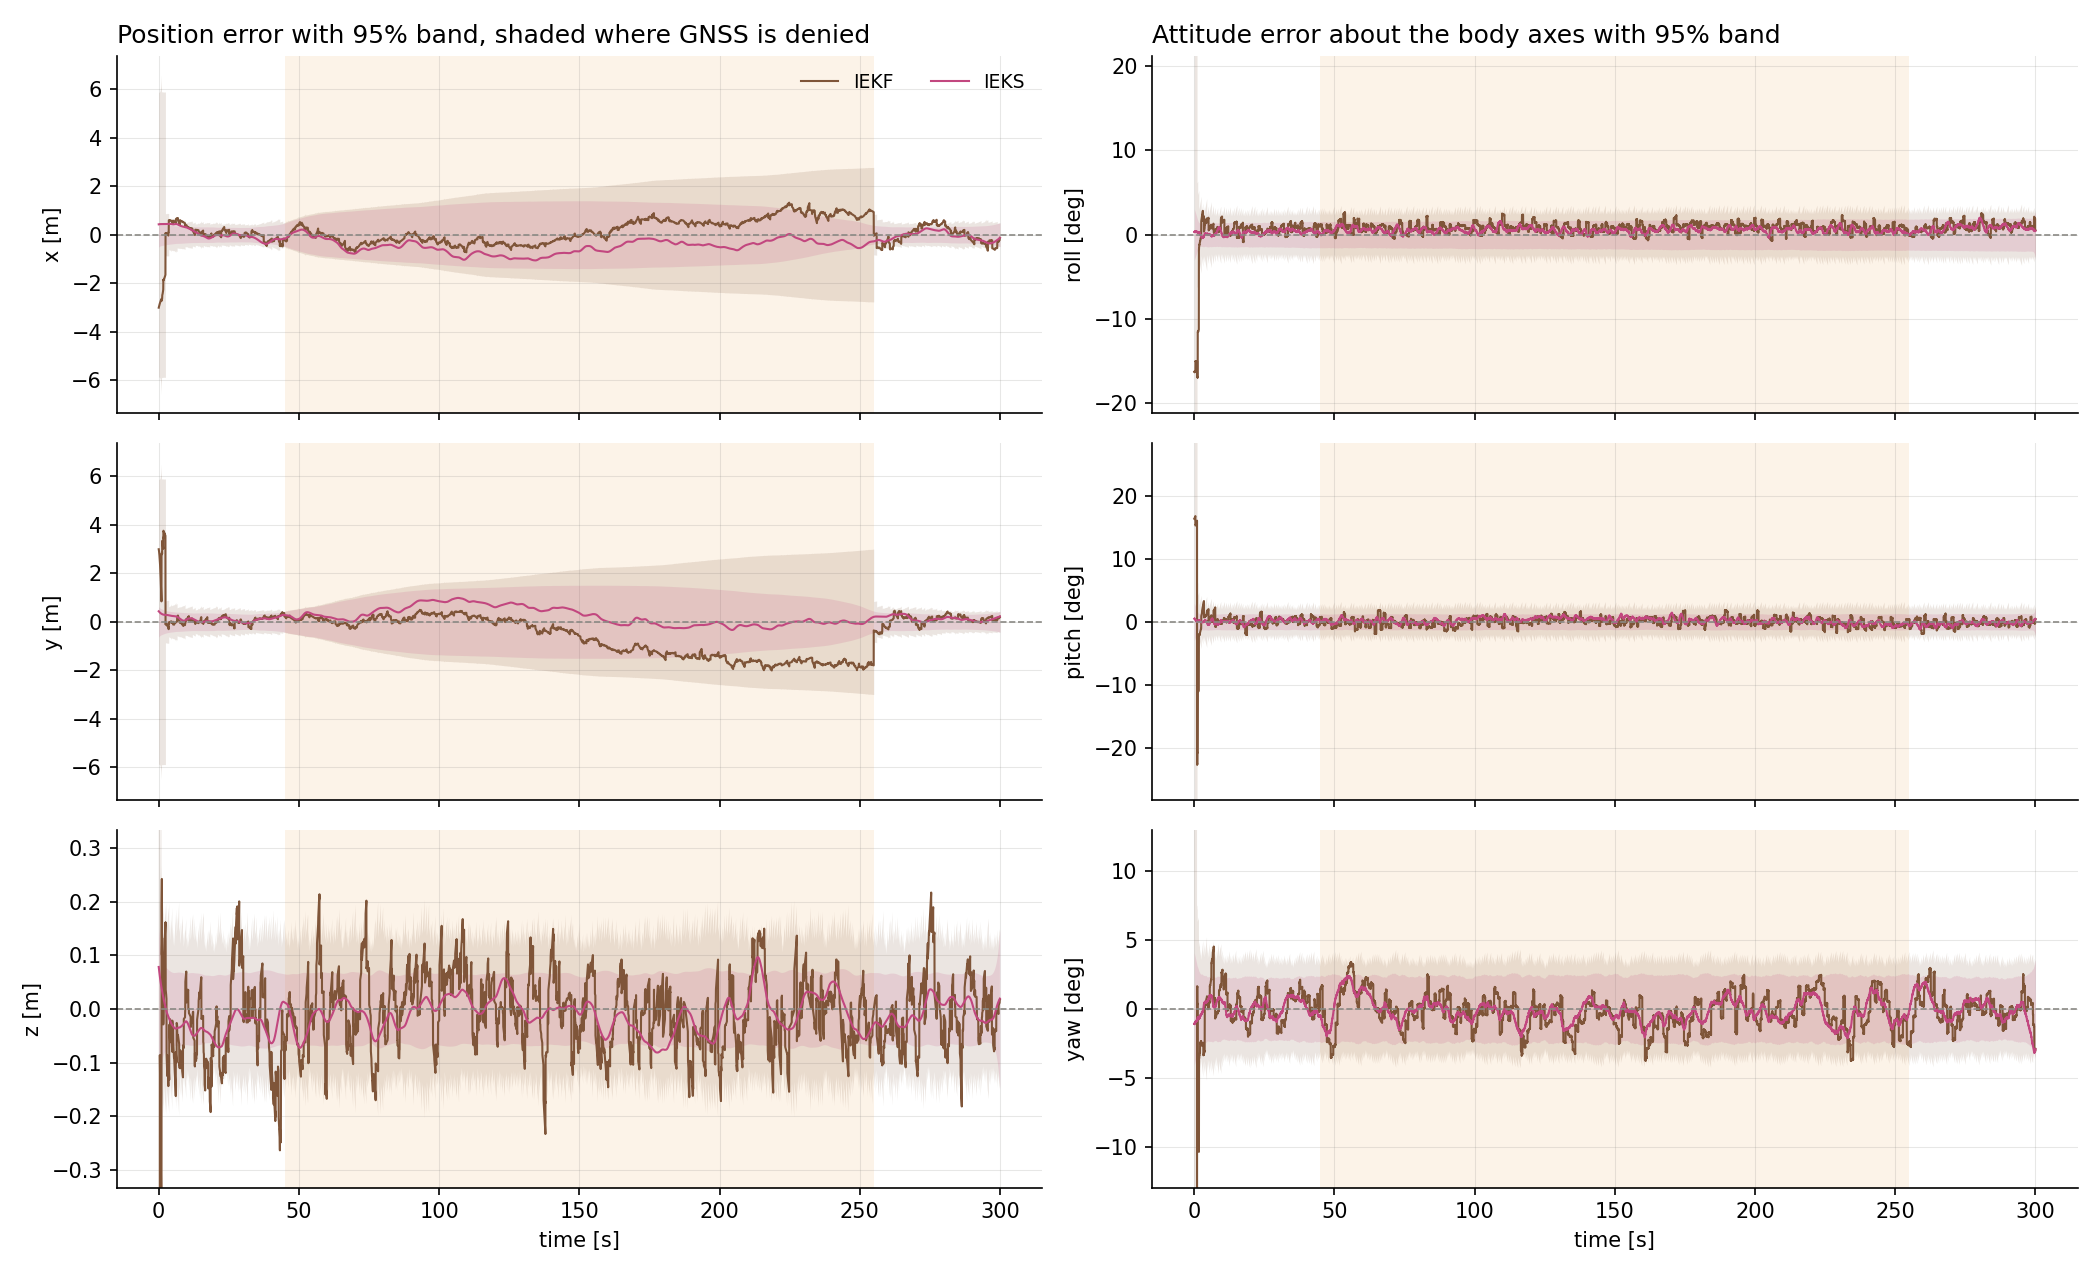 Position error with 95% band, shaded where GNSS is denied
IEKF IEKS
6
4
2
0
−2
−4
−6
x [m]
Attitude error about the body axes with 95% band
20
10
0
−10
−20
roll [deg]
6
4
2
0
−2
−4
−6
y [m]
20
10
0
−10
−20
pitch [deg]
0.3
0.2
0.1
0.0
−0.1
−0.2
−0.3
z [m]
0 50 100 150 200 250 300
time [s]
10
5
0
−5
−10
yaw [deg]
0 50 100 150 200 250 300
time [s]